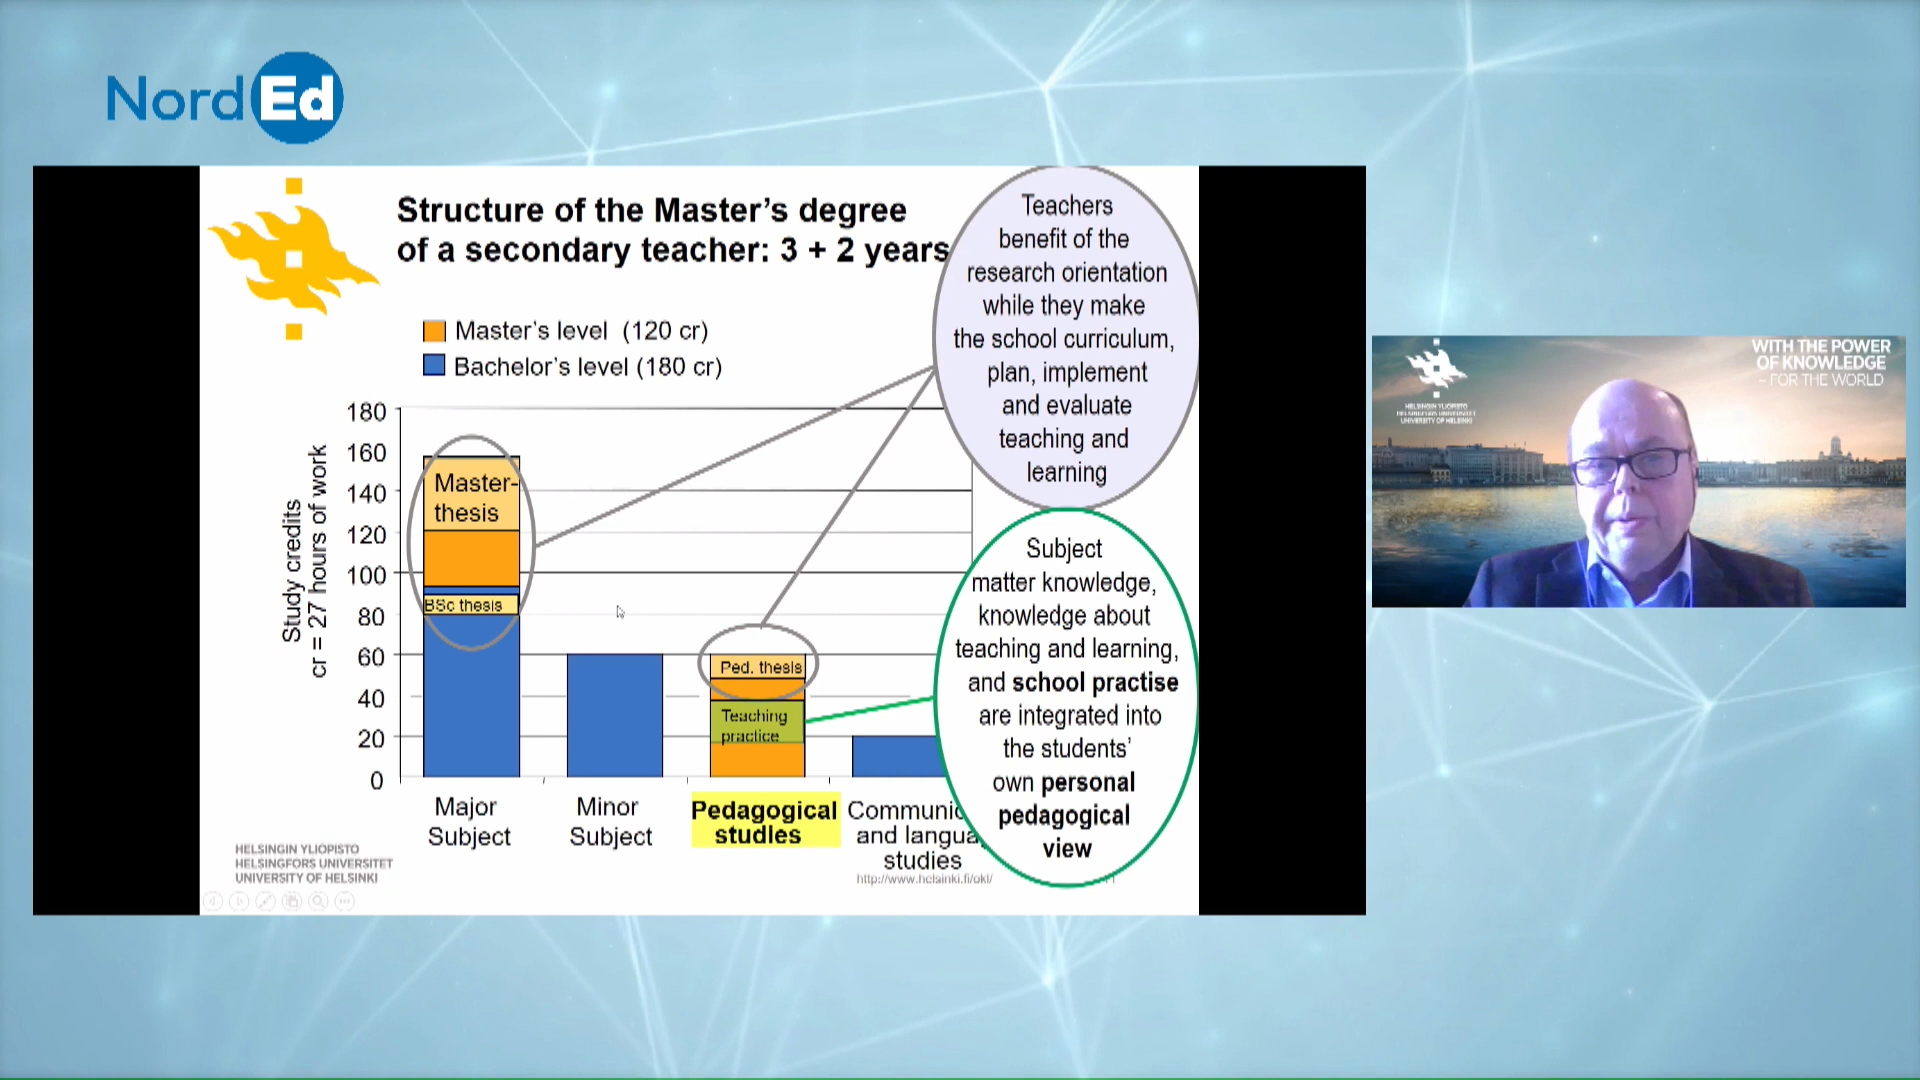 NordEd
Structure of the Master's degree
of a secondary teacher: 3 + 2 years
Master's level (120 cr)
Bachelor's level (180 cr)
Study credits
cr = 27 hours of work
180
160
140
120
100
80
60
40
20
0
Master-
thesis
BSc thesis
Ped. thesis
Teaching
practice
Major
Subject
Minor
Subject
Pedagogical
studies
Communic
and langua
studies
Teachers
benefit of the
research orientation
while they make
the school curriculum,
plan, implement
and evaluate
teaching and
learning
Subject
matter knowledge,
knowledge about
teaching and learning,
and school practise
are integrated into
the students'
own personal
pedagogical
view
HELSINGIN YLIOPISTO
HELSINGFORS UNIVERSITET
UNIVERSITY OF HELSINKI
http://www.helsinki.fi/okl/
WITH THE POWER
OF KNOWLEDGE
– FOR THE WORLD
HELSINGIN YLIOPISTO
HELSINGFORS UNIVERSITET
UNIVERSITY OF HELSINKI